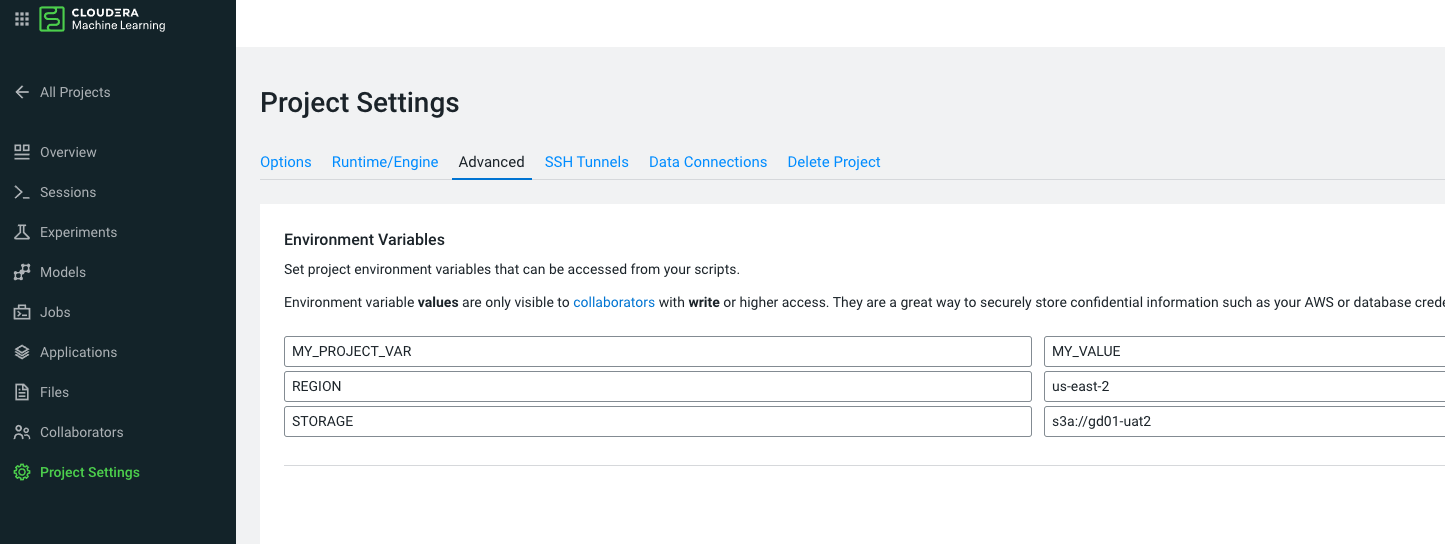 CLOUDERA
Machine Learning
All Projects
Overview
Sessions
Experiments
Models
Jobs
Applications
Files
Collaborators
Project Settings
Project Settings
Options Runtime/Engine Advanced SSH Tunnels Data Connections Delete Project
Environment Variables
Set project environment variables that can be accessed from your scripts.
Environment variable values are only visible to collaborators with write or higher access. They are a great way to securely store confidential information such as your AWS or database
MY_PROJECT_VAR MY_VALUE
REGION us-east-2
STORAGE s3a://gd01-uat2